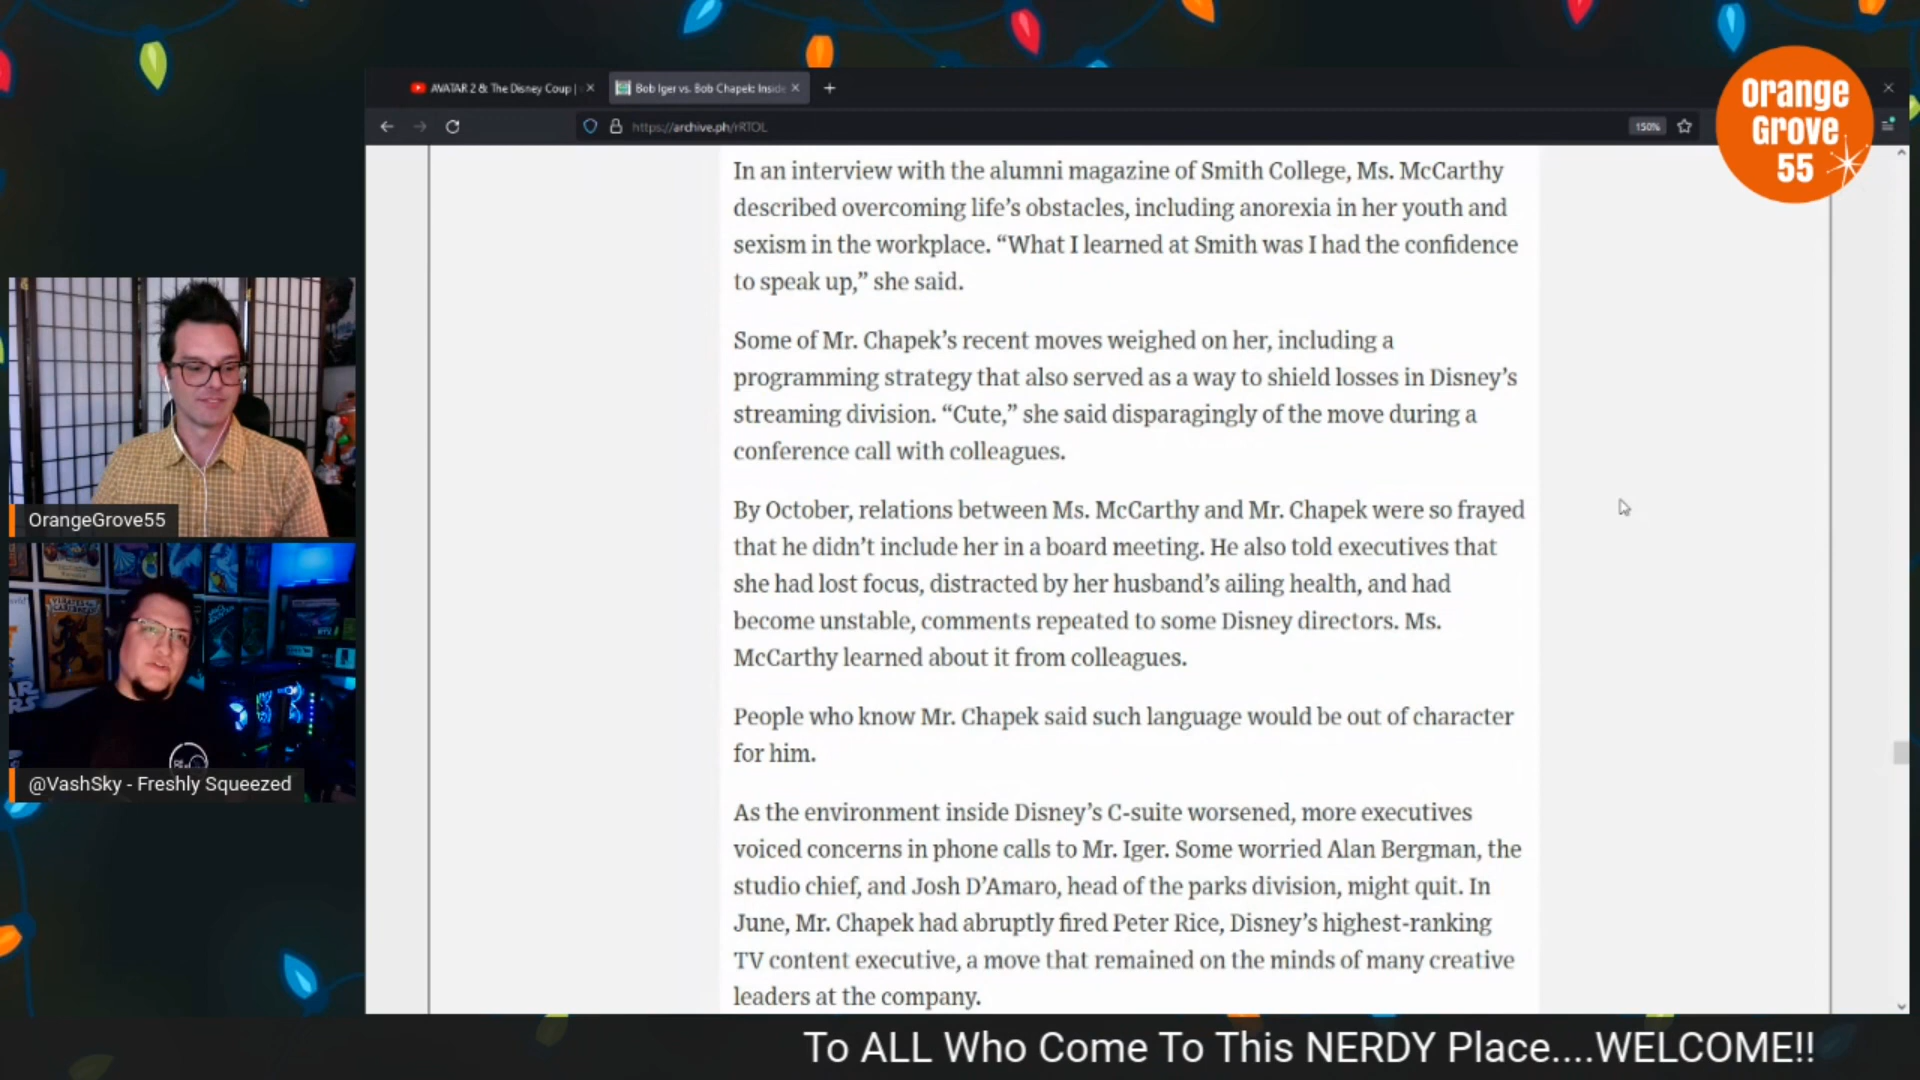 AVATAR 2 & The Disney Coup |
Bob Iger vs. Bob Chapek: Inside
https://archive.ph/rRTOL
150%
Orange
Grove
55
In an interview with the alumni magazine of Smith College, Ms. McCarthy
described overcoming life’s obstacles, including anorexia in her youth and
sexism in the workplace. “What I learned at Smith was I had the confidence
to speak up,” she said.
Some of Mr. Chapek’s recent moves weighed on her, including a
programming strategy that also served as a way to shield losses in Disney’s
streaming division. “Cute,” she said disparagingly of the move during a
conference call with colleagues.
By October, relations between Ms. McCarthy and Mr. Chapek were so frayed
that he didn’t include her in a board meeting. He also told executives that
she had lost focus, distracted by her husband’s ailing health, and had
become unstable, comments repeated to some Disney directors. Ms.
McCarthy learned about it from colleagues.
People who know Mr. Chapek said such language would be out of character
for him.
As the environment inside Disney’s C-suite worsened, more executives
voiced concerns in phone calls to Mr. Iger. Some worried Alan Bergman, the
studio chief, and Josh D’Amaro, head of the parks division, might quit. In
June, Mr. Chapek had abruptly fired Peter Rice, Disney’s highest-ranking
TV content executive, a move that remained on the minds of many creative
leaders at the company.
OrangeGrove55
@VashSky - Freshly Squeezed
To ALL Who Come To This NERDY Place....WELCOME!!